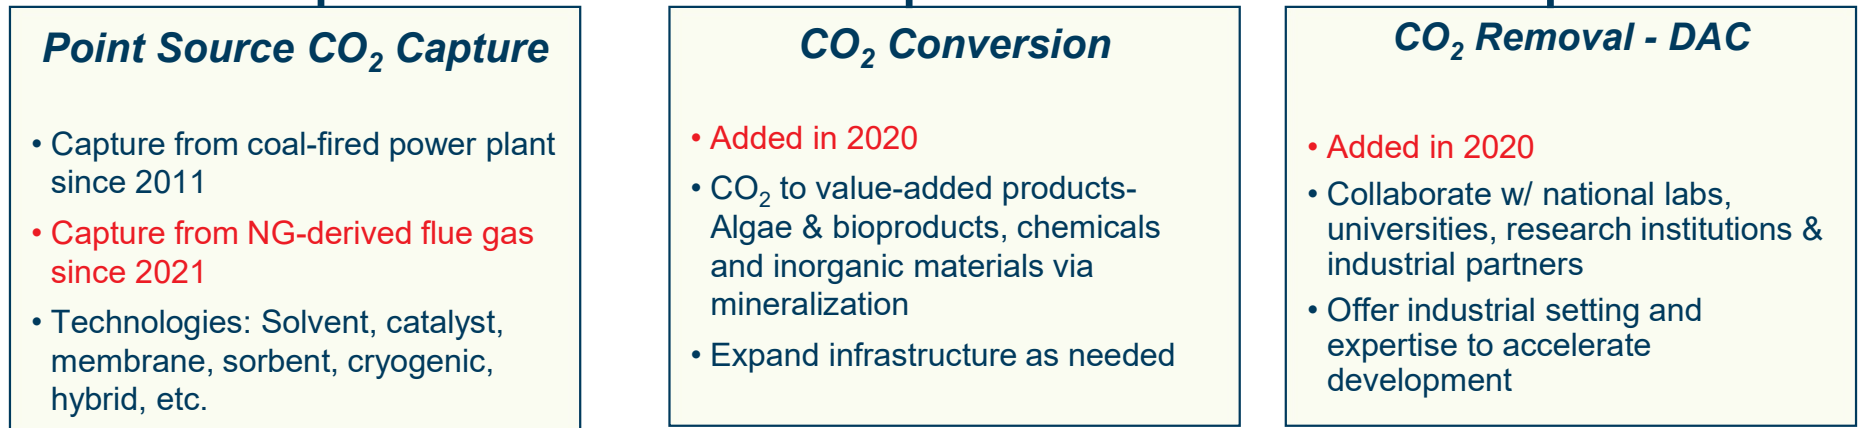 Point Source CO₂ Capture
• Capture from coal-fired power plant
since 2011
• Capture from NG-derived flue gas
since 2021
• Technologies: Solvent, catalyst,
membrane, sorbent, cryogenic,
hybrid, etc.
CO₂ Conversion
• Added in 2020
• CO₂ to value-added products-
Algae & bioproducts, chemicals
and inorganic materials via
mineralization
• Expand infrastructure as needed
CO₂ Removal - DAC
• Added in 2020
• Collaborate w/ national labs,
universities, research institutions &
industrial partners
• Offer industrial setting and
expertise to accelerate
development